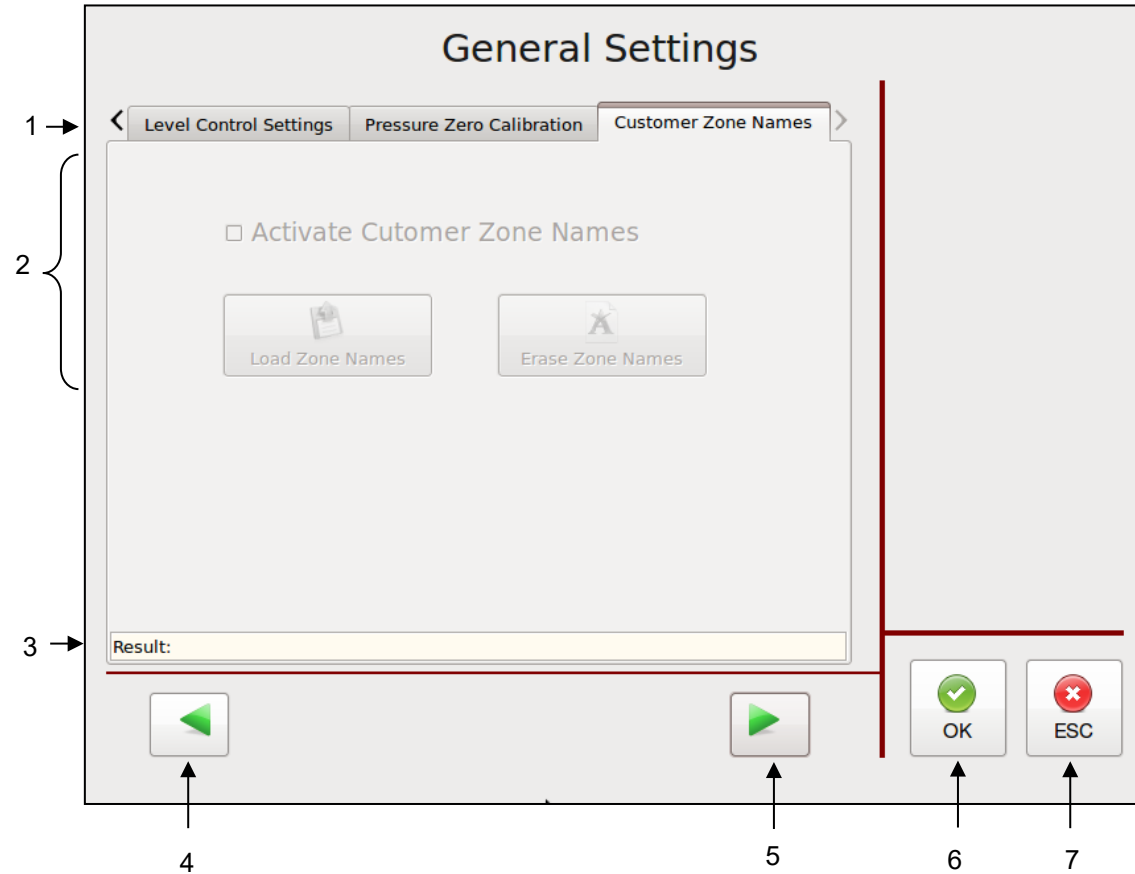 General Settings
1
Level Control Settings
Pressure Zero Calibration
Customer Zone Names
Activate Cutomer Zone Names
2
Load Zone Names
Erase Zone Names
3
Result:
OK
ESC
4
5
6
7